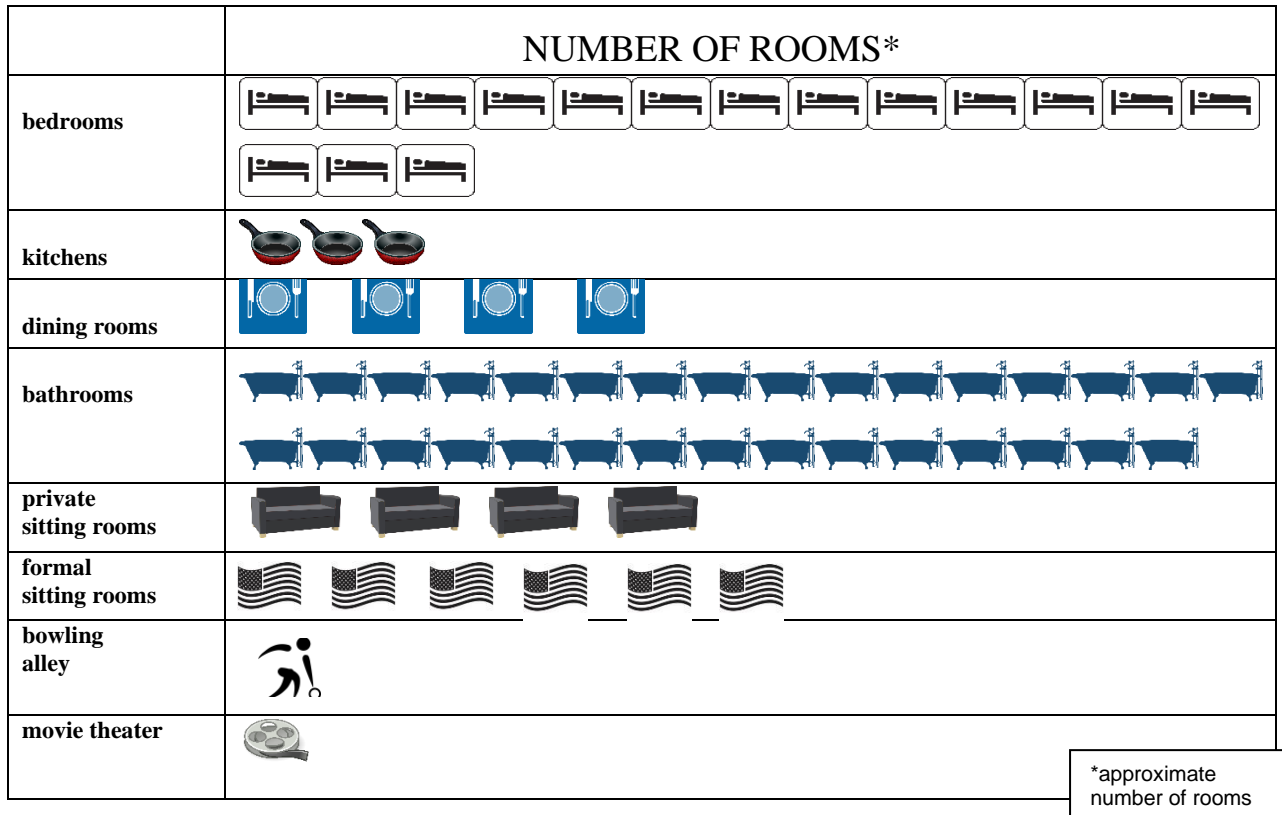 NUMBER OF ROOMS*
bedrooms
kitchens
dining rooms
bathrooms
private
sitting rooms
formal
sitting rooms
bowling
alley
movie theater
*approximate
number of rooms